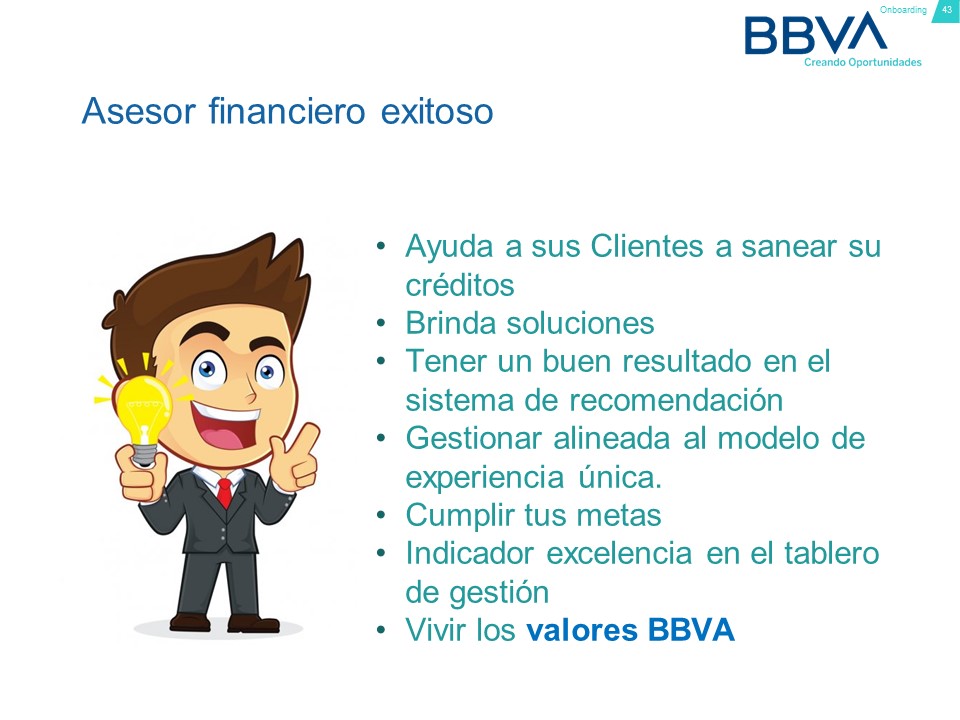 Onboarding 43
BBVA
Creando Oportunidades
Asesor financiero exitoso
• Ayuda a sus Clientes a sanear su
créditos
• Brinda soluciones
• Tener un buen resultado en el
sistema de recomendación
• Gestionar alineada al modelo de
experiencia única.
• Cumplir tus metas
• Indicador excelencia en el tablero
de gestión
• Vivir los valores BBVA